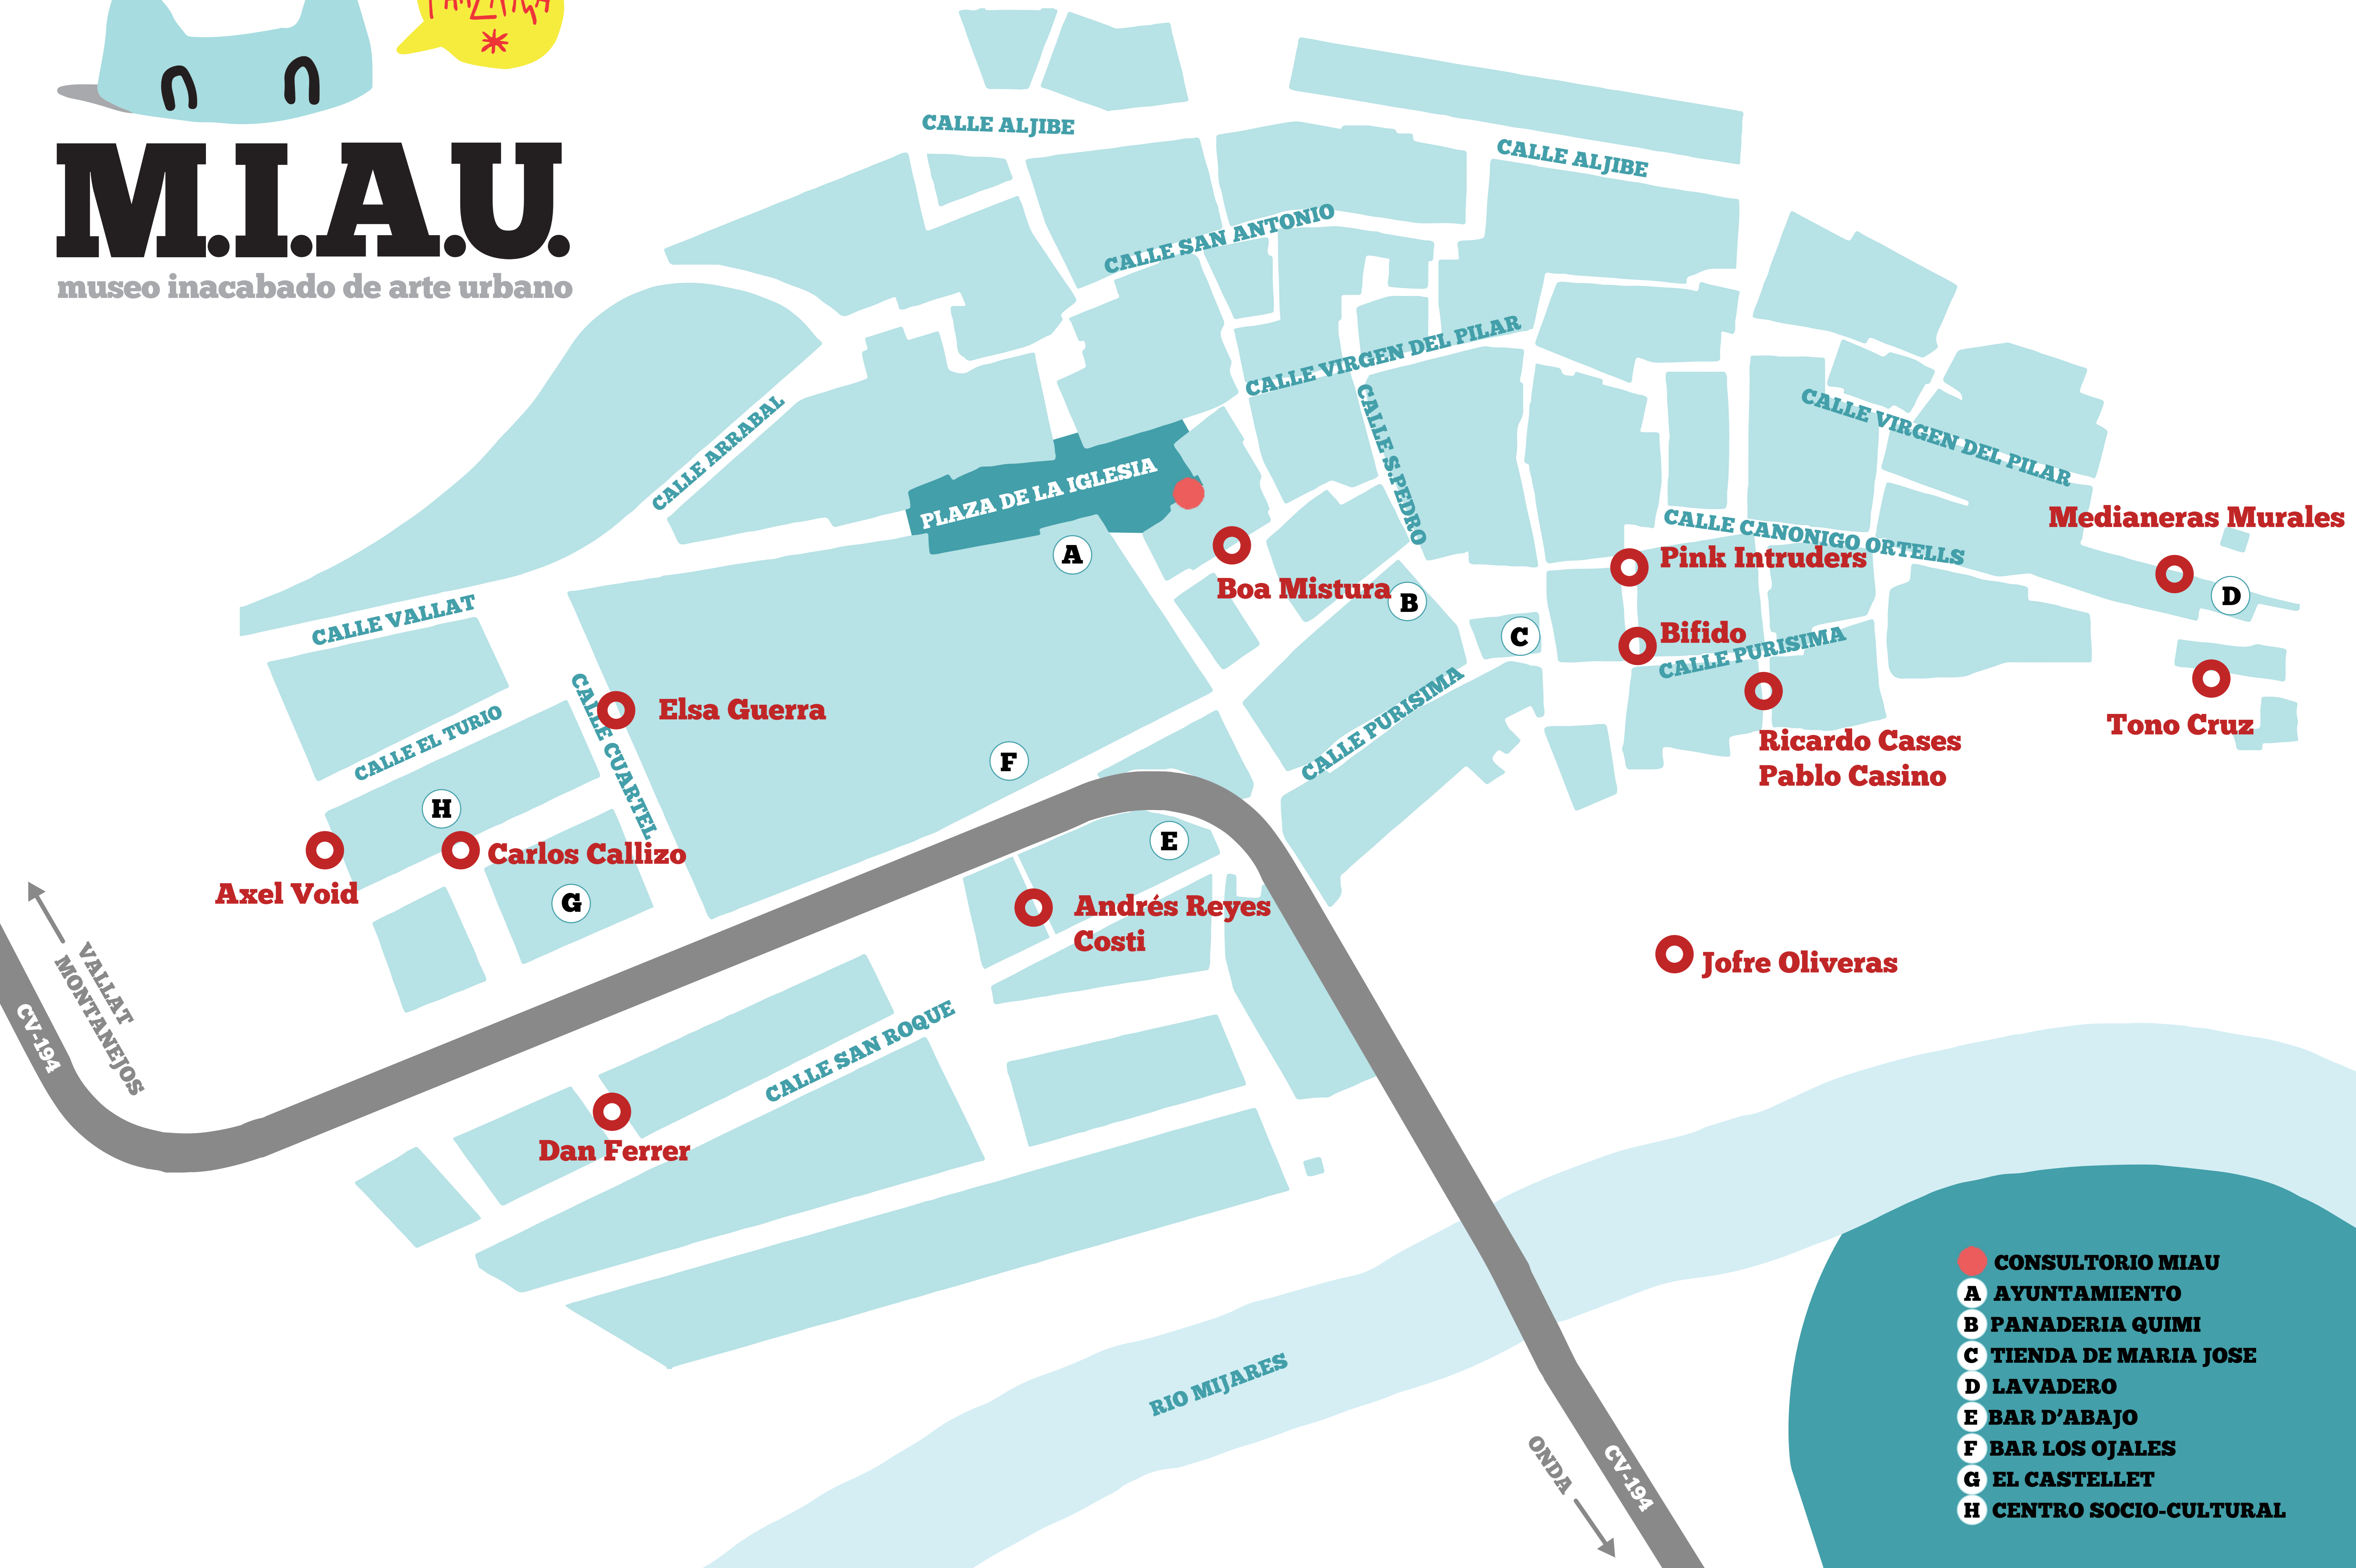 FANZARA
M.I.A.U.
museo inacabado de arte urbano
CALLE ALJIBE
CALLE ALJIBE
CALLE SAN ANTONIO
CALLE VIRGEN DEL PILAR
CALLE S.PEDRO
CALLE ARRABAL
PLAZA DE LA IGLESIA
CALLE VIRGEN DEL PILAR
CALLE CANONIGO ORTELLS
Medianeras Murales
A
Boa Mistura
Pink Intruders
B
D
C
Bifido
CALLE PURISIMA
CALLE VALLAT
CALLE CUARTEL
Elsa Guerra
CALLE EL TURIO
CALLE PURISIMA
Tono Cruz
Ricardo Cases
Pablo Casino
F
H
E
Axel Void
Carlos Callizo
G
Andrés Reyes
Costi
Jofre Oliveras
VALLAT
MONTANEJOS
CV-194
CALLE SAN ROQUE
Dan Ferrer
RIO MIJARES
ONDA
CV-194
CONSULTORIO MIAU
A AYUNTAMIENTO
B PANADERIA QUIMI
C TIENDA DE MARIA JOSE
D LAVADERO
E BAR D'ABAJO
F BAR LOS OJALES
G EL CASTELLET
H CENTRO SOCIO-CULTURAL